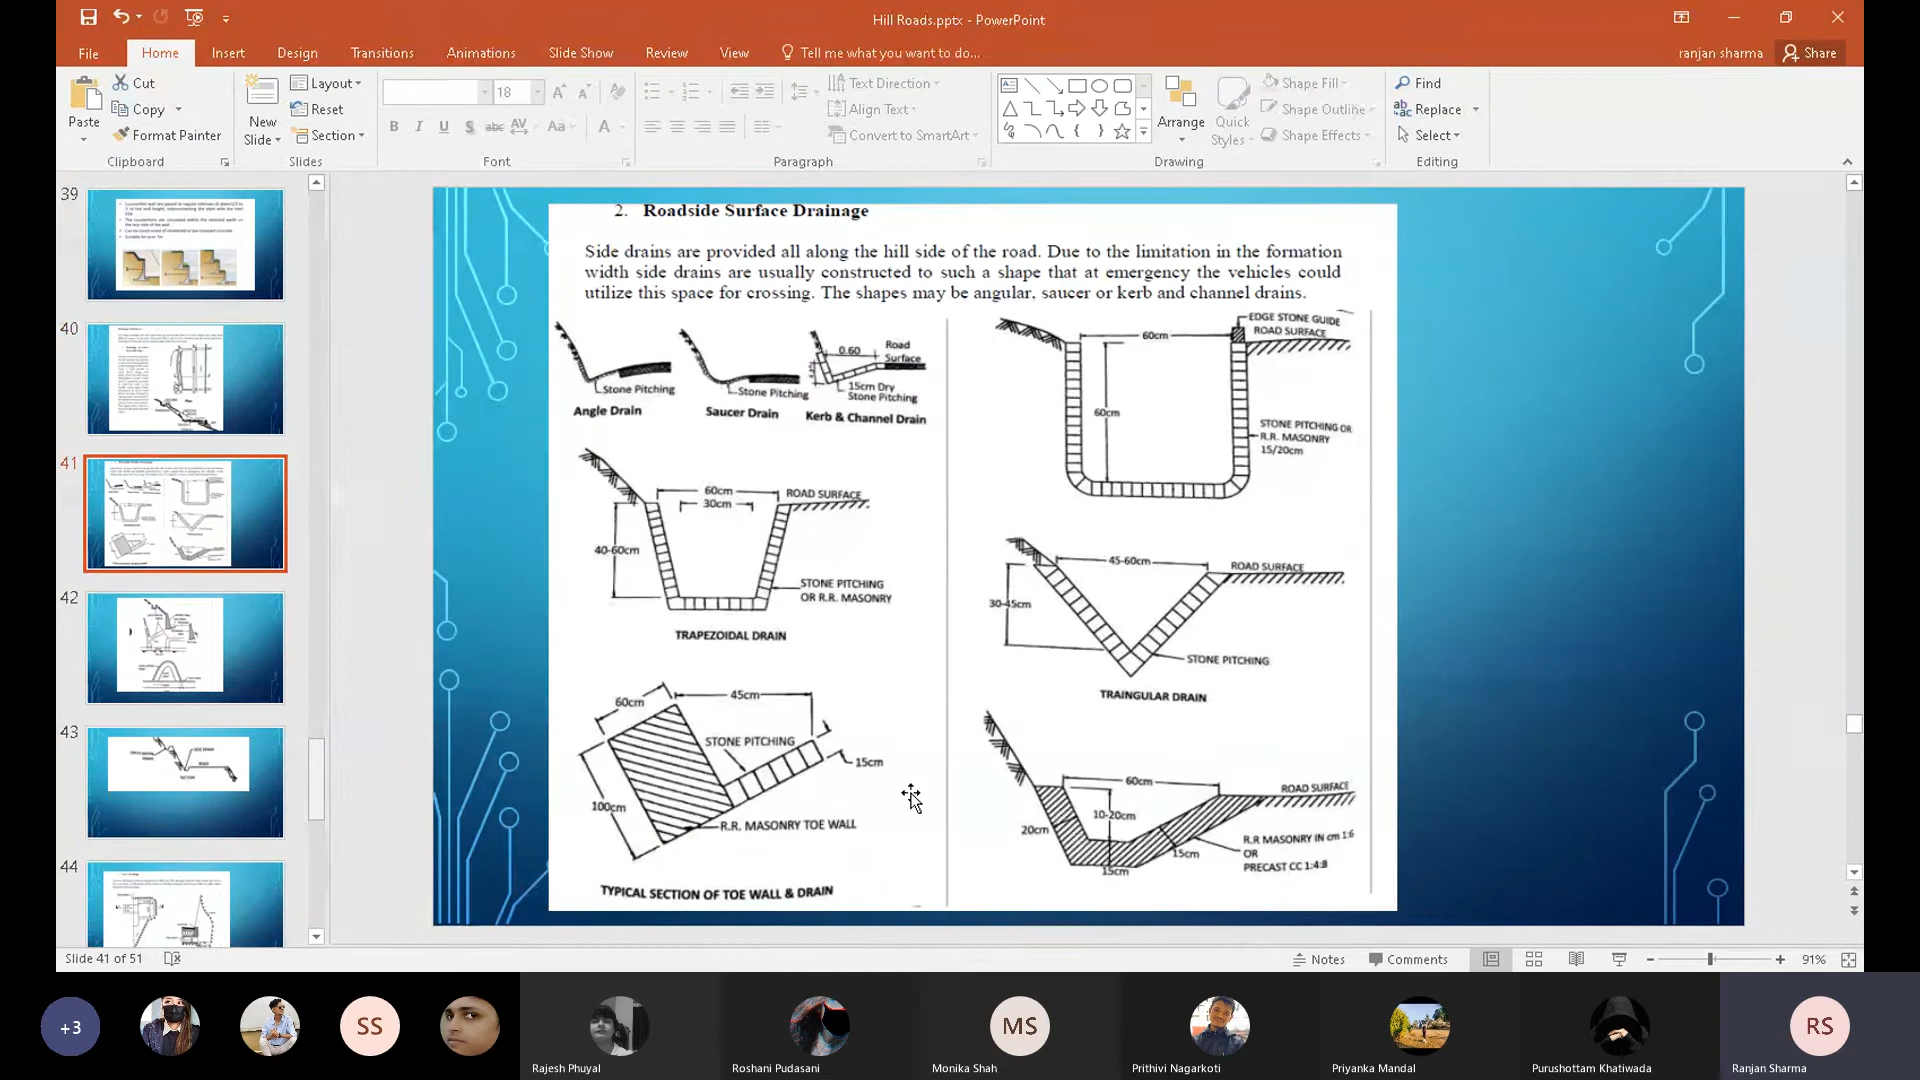 Hill Roads.pptx - PowerPoint
File
Home
Insert
Design
Transitions
Animations
Slide Show
Review
View
Tell me what you want to do...
ranjan sharma
Share
Paste
Cut
Copy
Format Painter
Clipboard
New
Slide
Layout
Reset
Section
Slides
18
B I U S abc AV Aa A
Font
Text Direction
Align Text
Convert to SmartArt
Paragraph
Arrange
Quick
Styles
Shape Fill
Shape Outline
Shape Effects
Drawing
Find
Replace
Select
Editing
39
40
41
42
43
44
2. Roadside Surface Drainage
Side drains are provided all along the hill side of the road. Due to the limitation in the formation
width side drains are usually constructed to such a shape that at emergency the vehicles could
utilize this space for crossing. The shapes may be angular, saucer or kerb and channel drains.
Stone Pitching
Angle Drain
Stone Pitching
Saucer Drain
0.60
Road
Surface
15cm Dry
Stone Pitching
Kerb & Channel Drain
60cm
EDGE STONE GUIDE
ROAD SURFACE
60cm
STONE PITCHING OR
R.R. MASONRY
15/20cm
60cm
30cm
ROAD SURFACE
40-60cm
STONE PITCHING
OR R.R. MASONRY
TRAPEZOIDAL DRAIN
45-60cm
ROAD SURFACE
30-45cm
STONE PITCHING
TRAINGULAR DRAIN
60cm
45cm
STONE PITCHING
15cm
100cm
R.R. MASONRY TOE WALL
TYPICAL SECTION OF TOE WALL & DRAIN
60cm
ROAD SURFACE
10-20cm
20cm
15cm
15cm
R.R MASONRY IN cm 1:6
OR
PRECAST CC 1:4:8
Slide 41 of 51
Notes
Comments
91%
+3
SS
MS
RS
Rajesh Phuyal
Roshani Pudasani
Monika Shah
Prithivi Nagarkoti
Priyanka Mandal
Purushottam Khatiwada
Ranjan Sharma